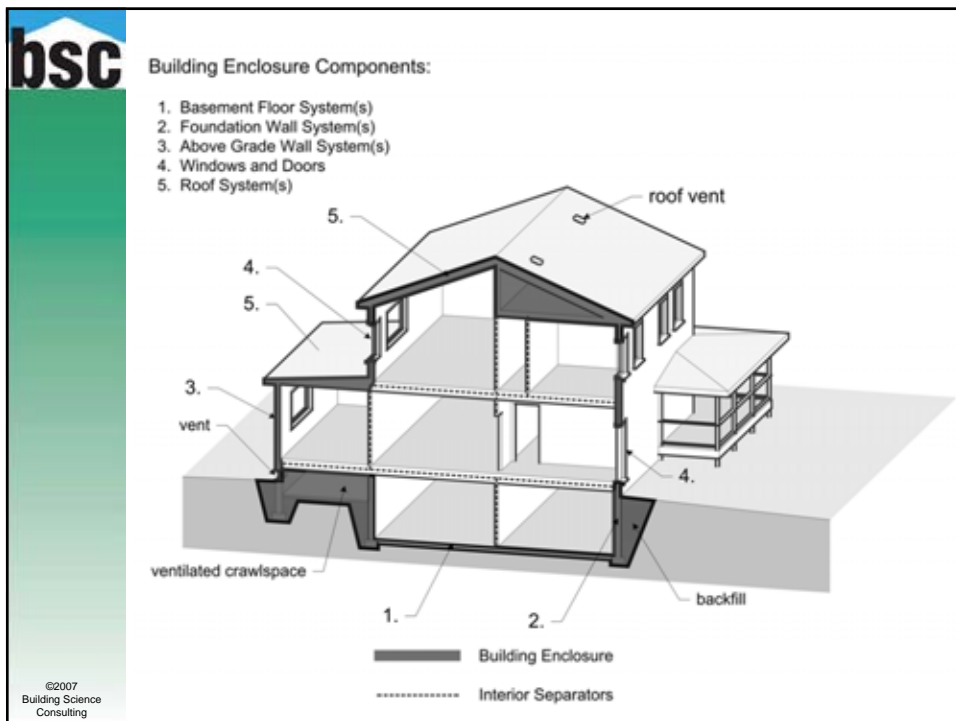 bsc
Building Enclosure Components:
1. Basement Floor System(s)
2. Foundation Wall System(s)
3. Above Grade Wall System(s)
4. Windows and Doors
5. Roof System(s)
roof vent
5.
4.
5.
3.
vent
4.
ventilated crawlspace
backfill
1.
2.
Building Enclosure
Interior Separators
©2007
Building Science
Consulting